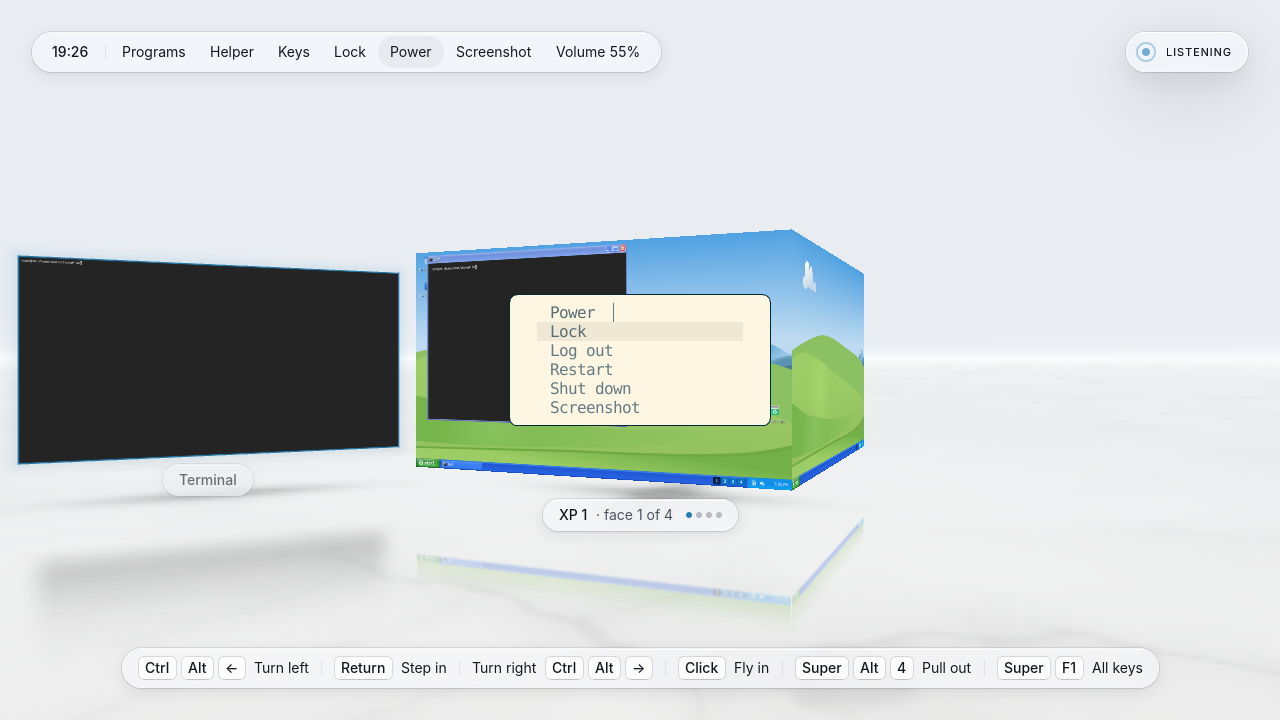 19:26 Programs Helper Keys Lock Power Screenshot Volume 55%
LISTENING
Power
Lock
Log out
Restart
Shut down
Screenshot
Terminal
XP 1 · face 1 of 4
Ctrl Alt ← Turn left Return Step in Turn right Ctrl Alt → Click Fly in Super Alt 4 Pull out Super F1 All keys